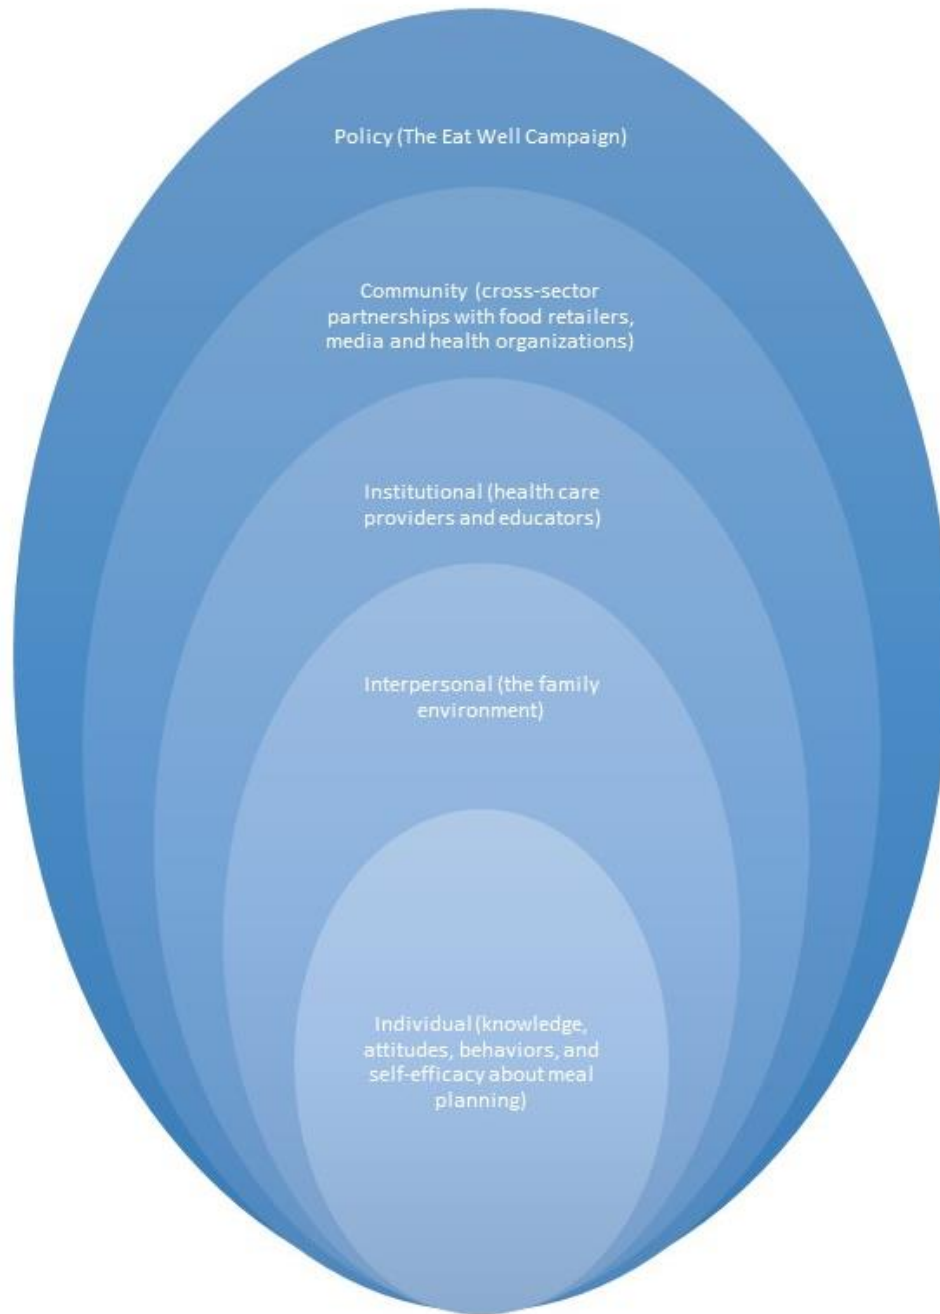 Policy (The Eat Well Campaign)
Community (cross-sector
partnerships with food retailers,
media and health organizations)
Institutional (health care
providers and educators)
Interpersonal (the family
environment)
Individual (knowledge,
attitudes, behaviors, and
self-efficacy about meal
planning)